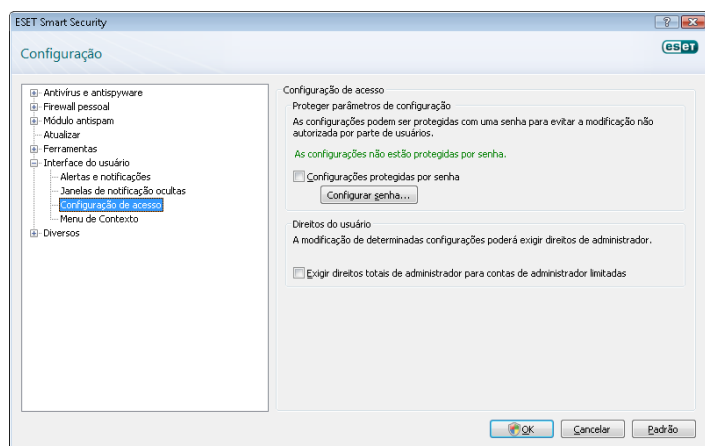 ESET Smart Security
Configuração
eseT
Antivírus e antispyware
Firewall pessoal
Módulo antispam
Atualizar
Ferramentas
Interface do usuário
Alertas e notificações
Janelas de notificação ocultas
Configuração de acesso
Menu de Contexto
Diversos
Configuração de acesso
Proteger parâmetros de configuração
As configurações podem ser protegidas com uma senha para evitar a modificação não
autorizada por parte de usuários.
As configurações não estão protegidas por senha.
Configurações protegidas por senha
Configurar senha...
Direitos do usuário
A modificação de determinadas configurações poderá exigir direitos de administrador.
Exigir direitos totais de administrador para contas de administrador limitadas
OK
Cancelar
Padrão